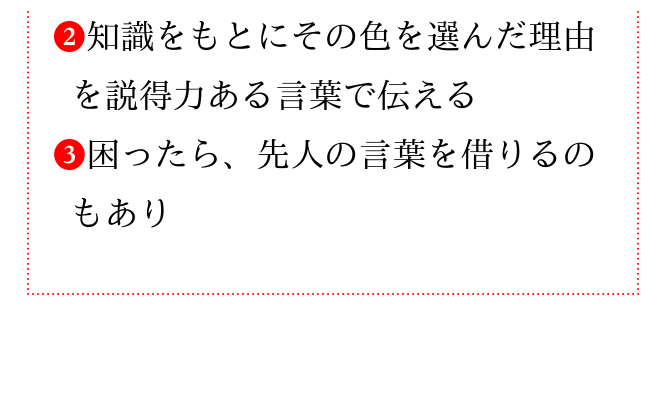 ❷知識をもとにその色を選んだ理由
を説得力ある言葉で伝える
❸困ったら、先人の言葉を借りるの
もあり